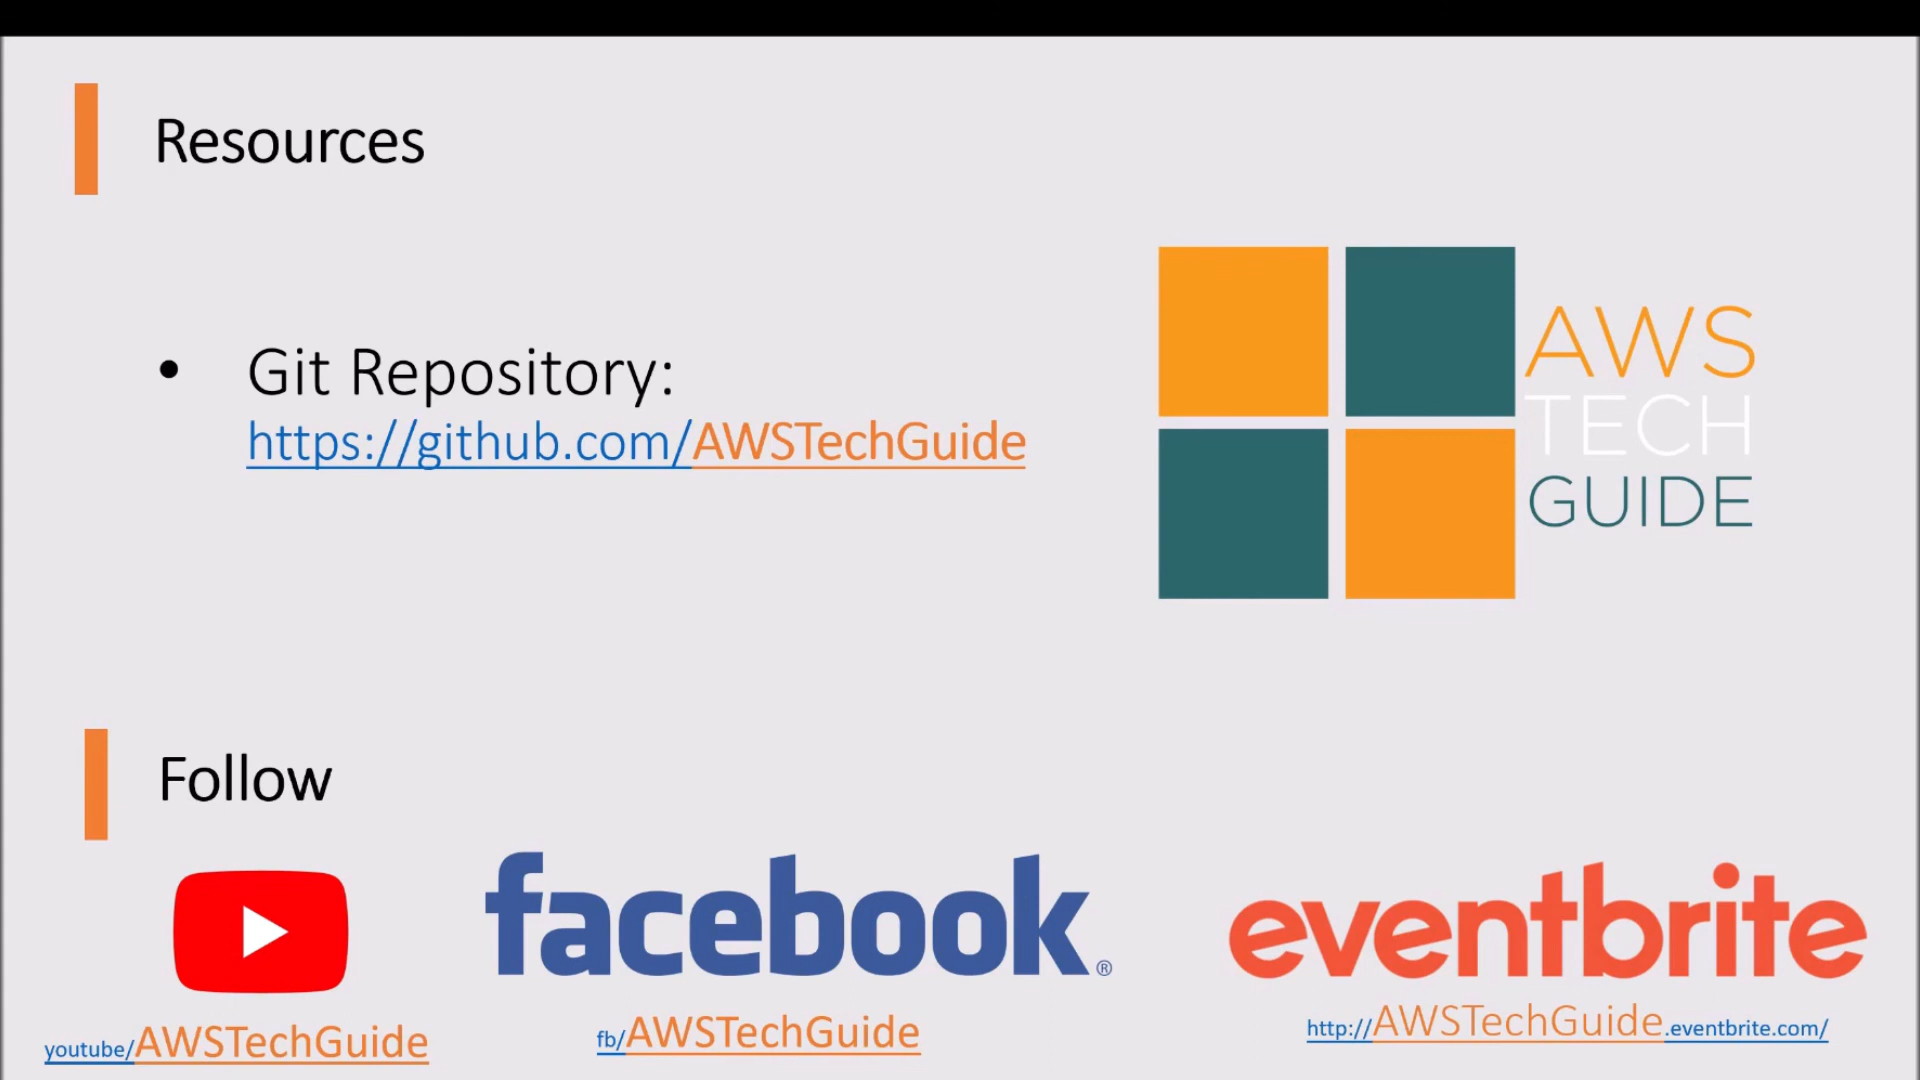 Resources
• Git Repository:
https://github.com/AWSTechGuide
AWS
TECH
GUIDE
Follow
facebook®
eventbrite
youtube/AWSTechGuide
fb/AWSTechGuide
http://AWSTechGuide.eventbrite.com/